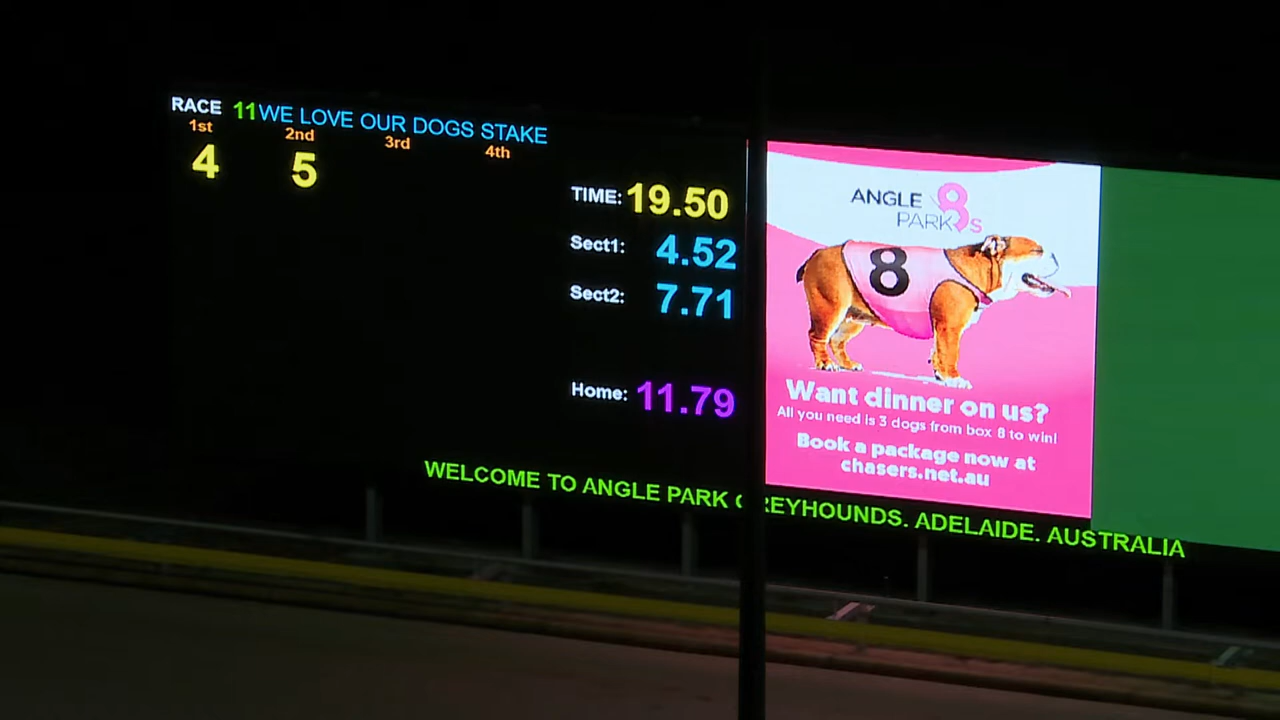 RACE 11 WE LOVE OUR DOGS STAKE
1st 2nd 3rd 4th
4 5
TIME: 19.50
Sect1: 4.52
Sect2: 7.71
Home: 11.79
ANGLE
PARK 8s
8
Want dinner on us?
All you need is 3 dogs from box 8 to win!
Book a package now at
chasers.net.au
WELCOME TO ANGLE PARK GREYHOUNDS. ADELAIDE. AUSTRALIA